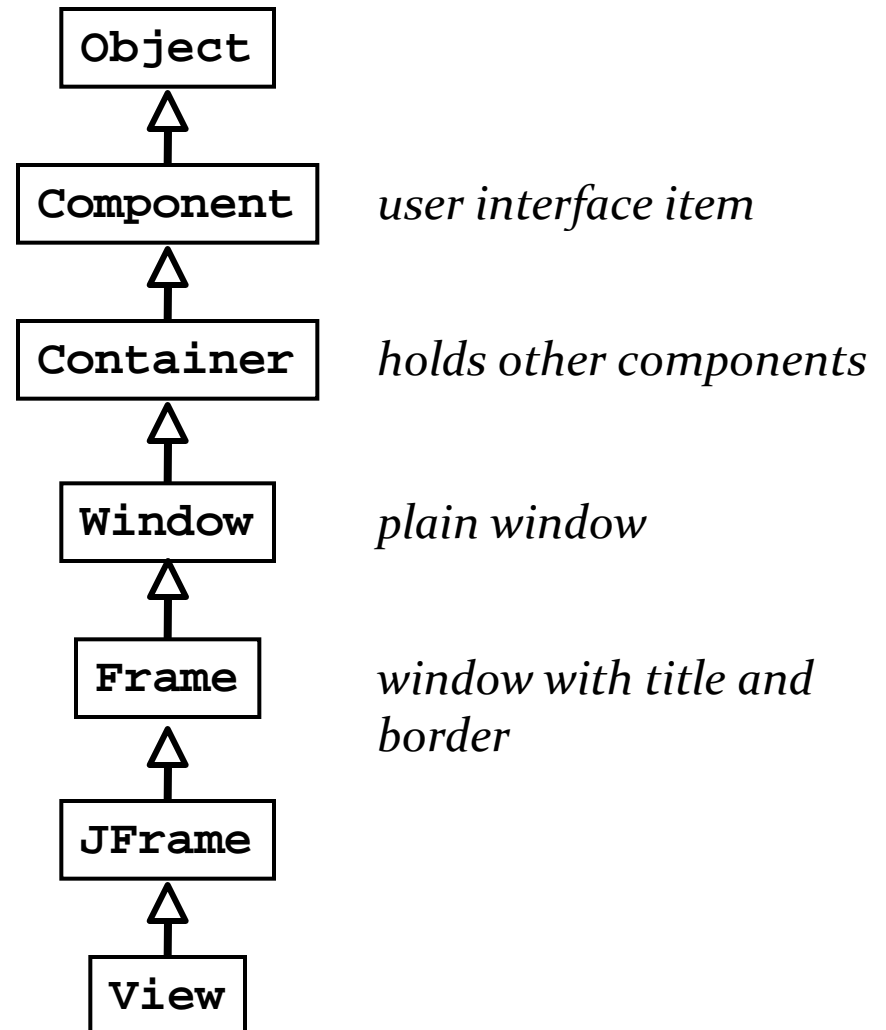 Object
Component
user interface item
Container
holds other components
Window
plain window
Frame
window with title and
border
JFrame
View